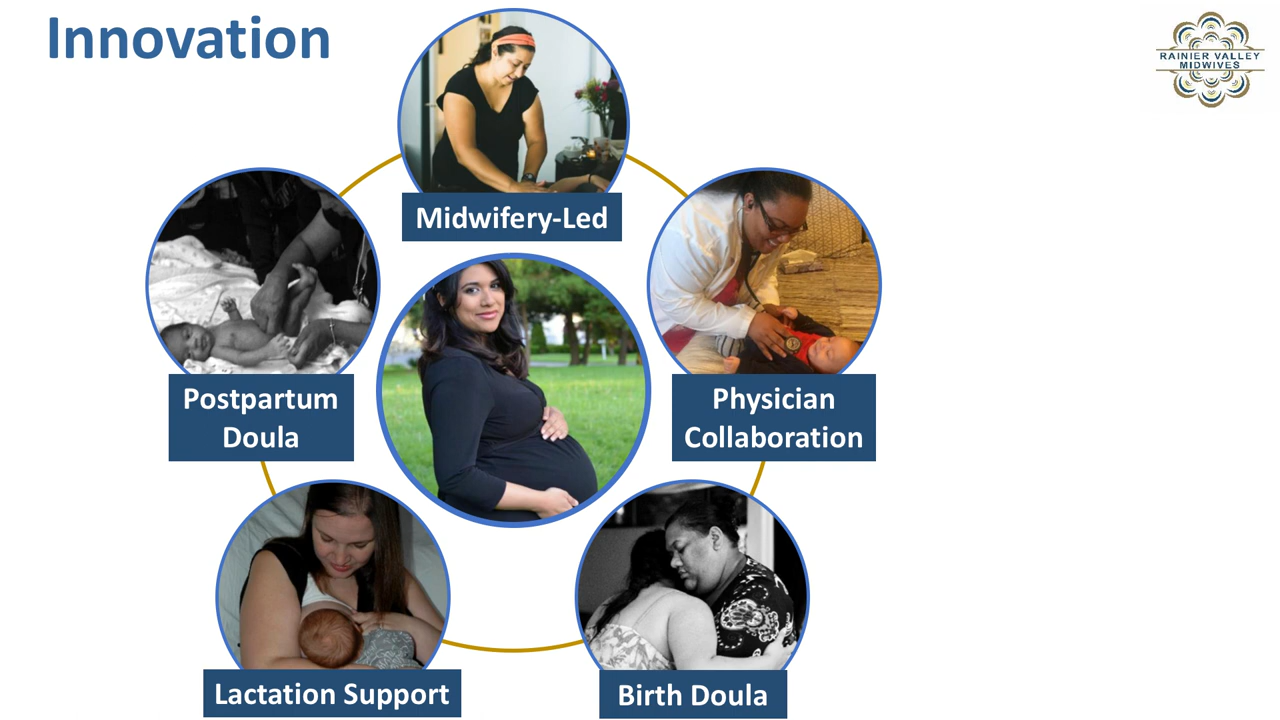 Innovation
RAINIER VALLEY
MIDWIVES
Midwifery-Led
Postpartum
Doula
Physician
Collaboration
Lactation Support
Birth Doula